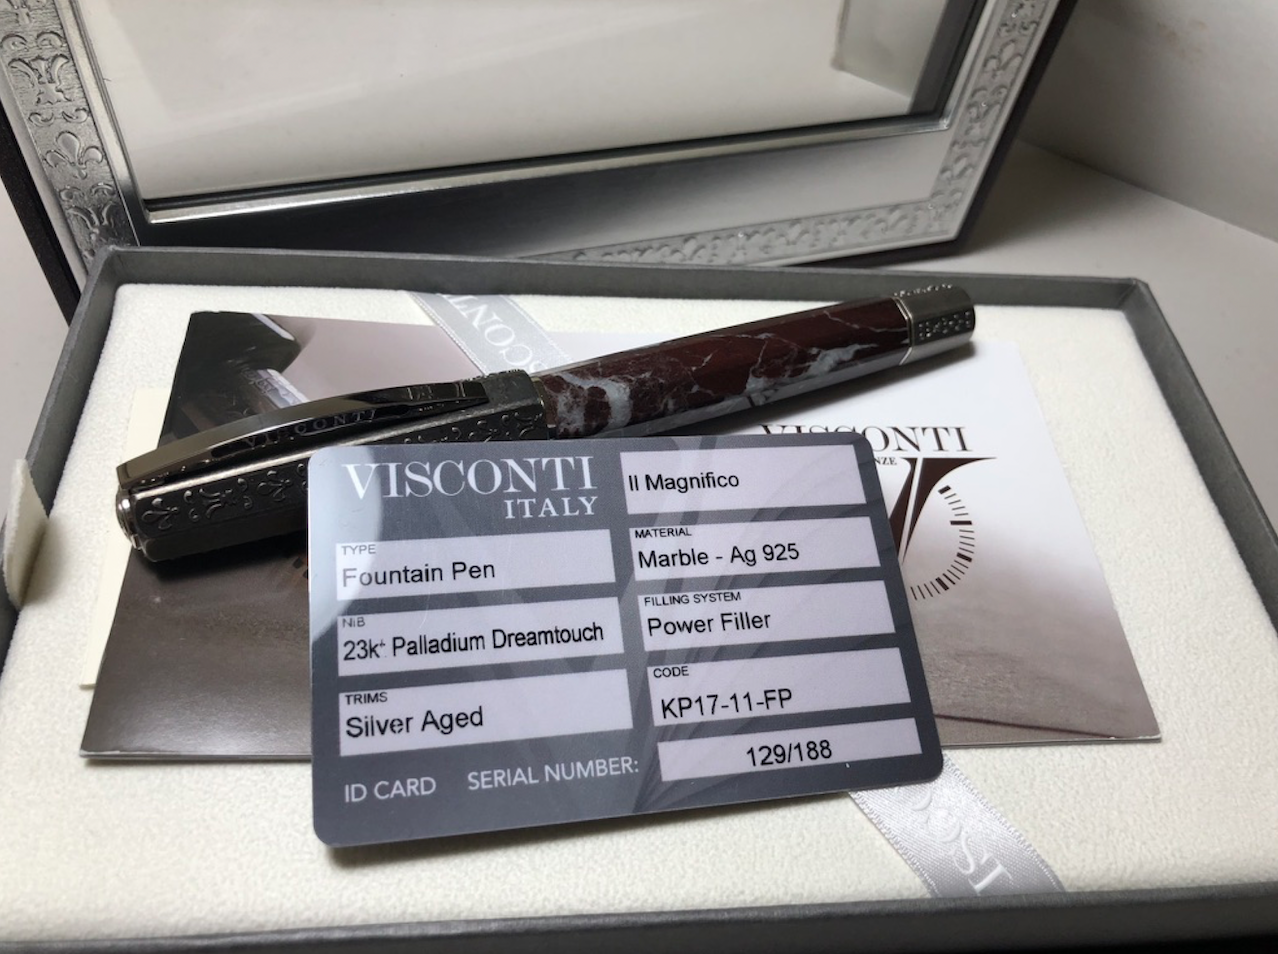 VISCONTI
VISCONTI
VISCONTI
ITALY
Il Magnifico
TYPE
Fountain Pen
MATERIAL
Marble - Ag 925
NIB
23k+ Palladium Dreamtouch
FILLING SYSTEM
Power Filler
TRIMS
Silver Aged
CODE
KP17-11-FP
ID CARD
SERIAL NUMBER:
129/188